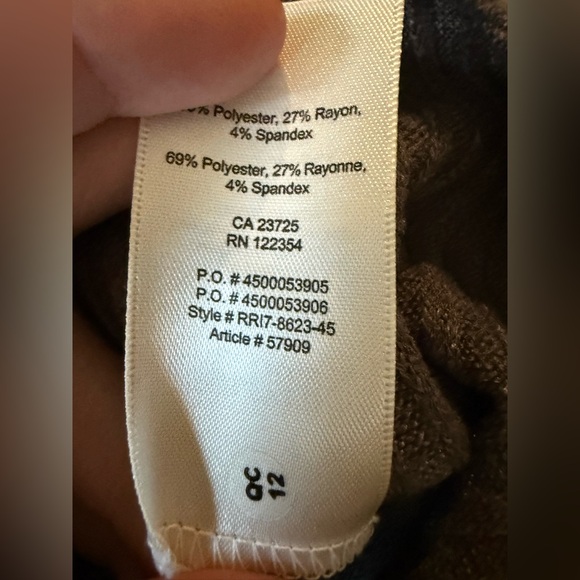 % Polyester, 27% Rayon,
4% Spandex
69% Polyester, 27% Rayonne,
4% Spandex
CA 23725
RN 122354
P.O. # 4500053905
P.O. # 4500053906
Style # RRI7-8623-45
Article # 57909
QC
12